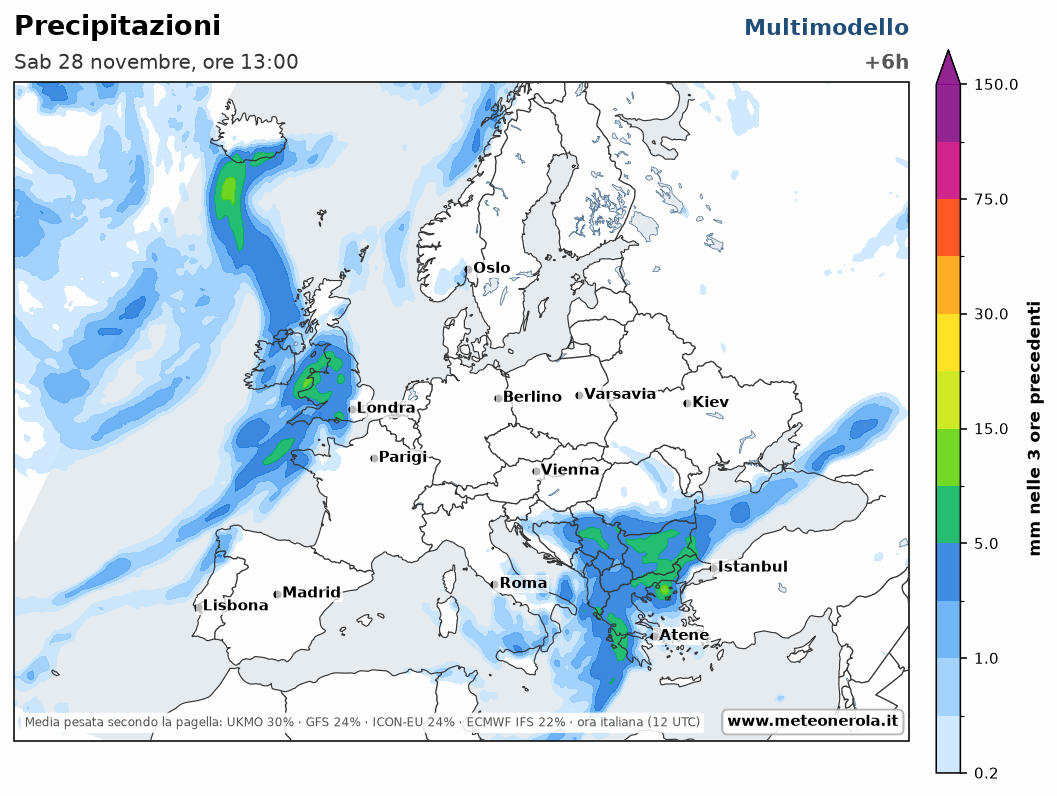 Precipitazioni
Multimodello
Sab 28 novembre, ore 13:00
+6h
150.0
75.0
30.0
15.0
5.0
1.0
0.2
mm nelle 3 ore precedenti
Oslo
Berlino
Varsavia
Kiev
Londra
Parigi
Vienna
Istanbul
Roma
Madrid
Lisbona
Atene
Media pesata secondo la pagella: UKMO 30% · GFS 24% · ICON-EU 24% · ECMWF IFS 22% · ora italiana (12 UTC)
www.meteonerola.it